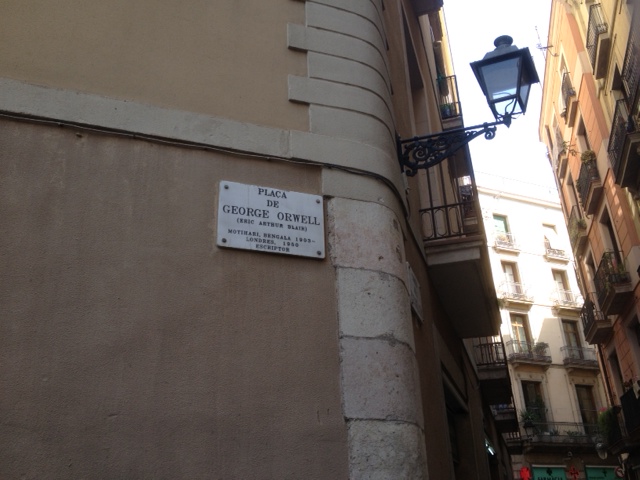 PLAÇA
DE
GEORGE ORWELL
(ERIC ARTHUR BLAIR)
MOTIHARI, BENGALA 1903-
LONDRES, 1950
ESCRIPTOR